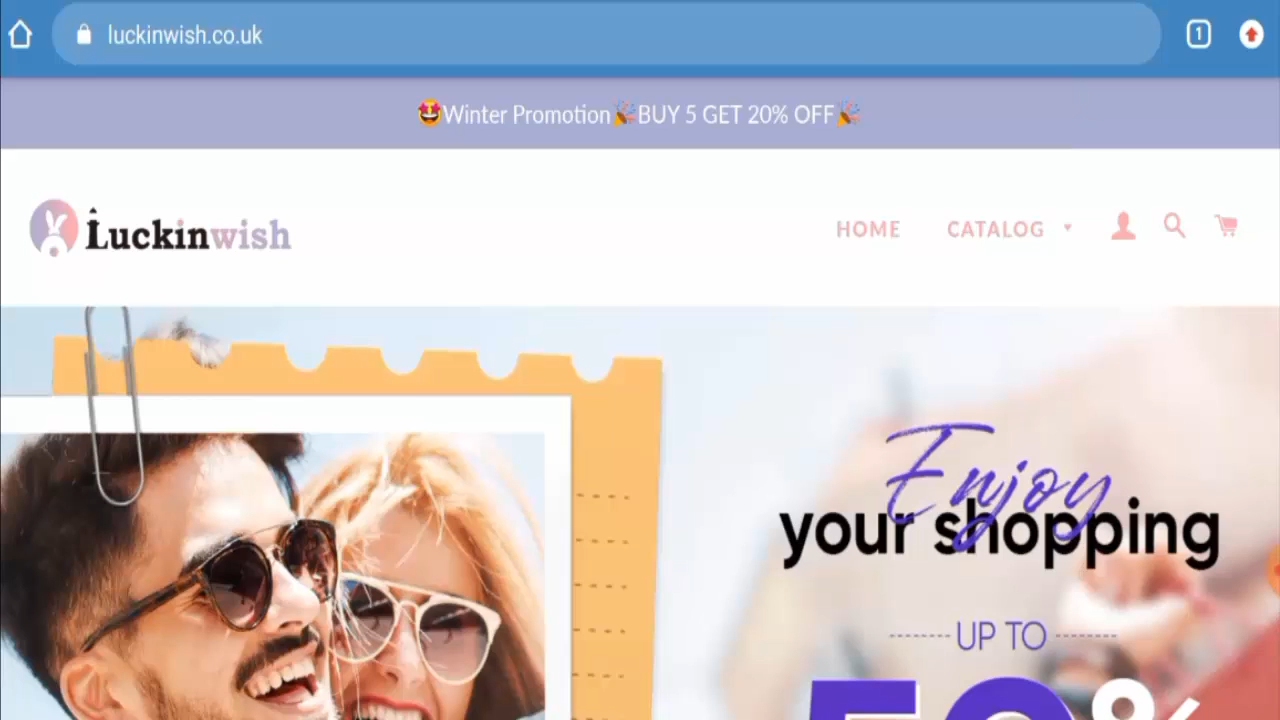 luckinwish.co.uk
1
🤩Winter Promotion🎉BUY 5 GET 20% OFF🎉
Luckinwish
HOME CATALOG
Enjoy
your shopping
UP TO
50%